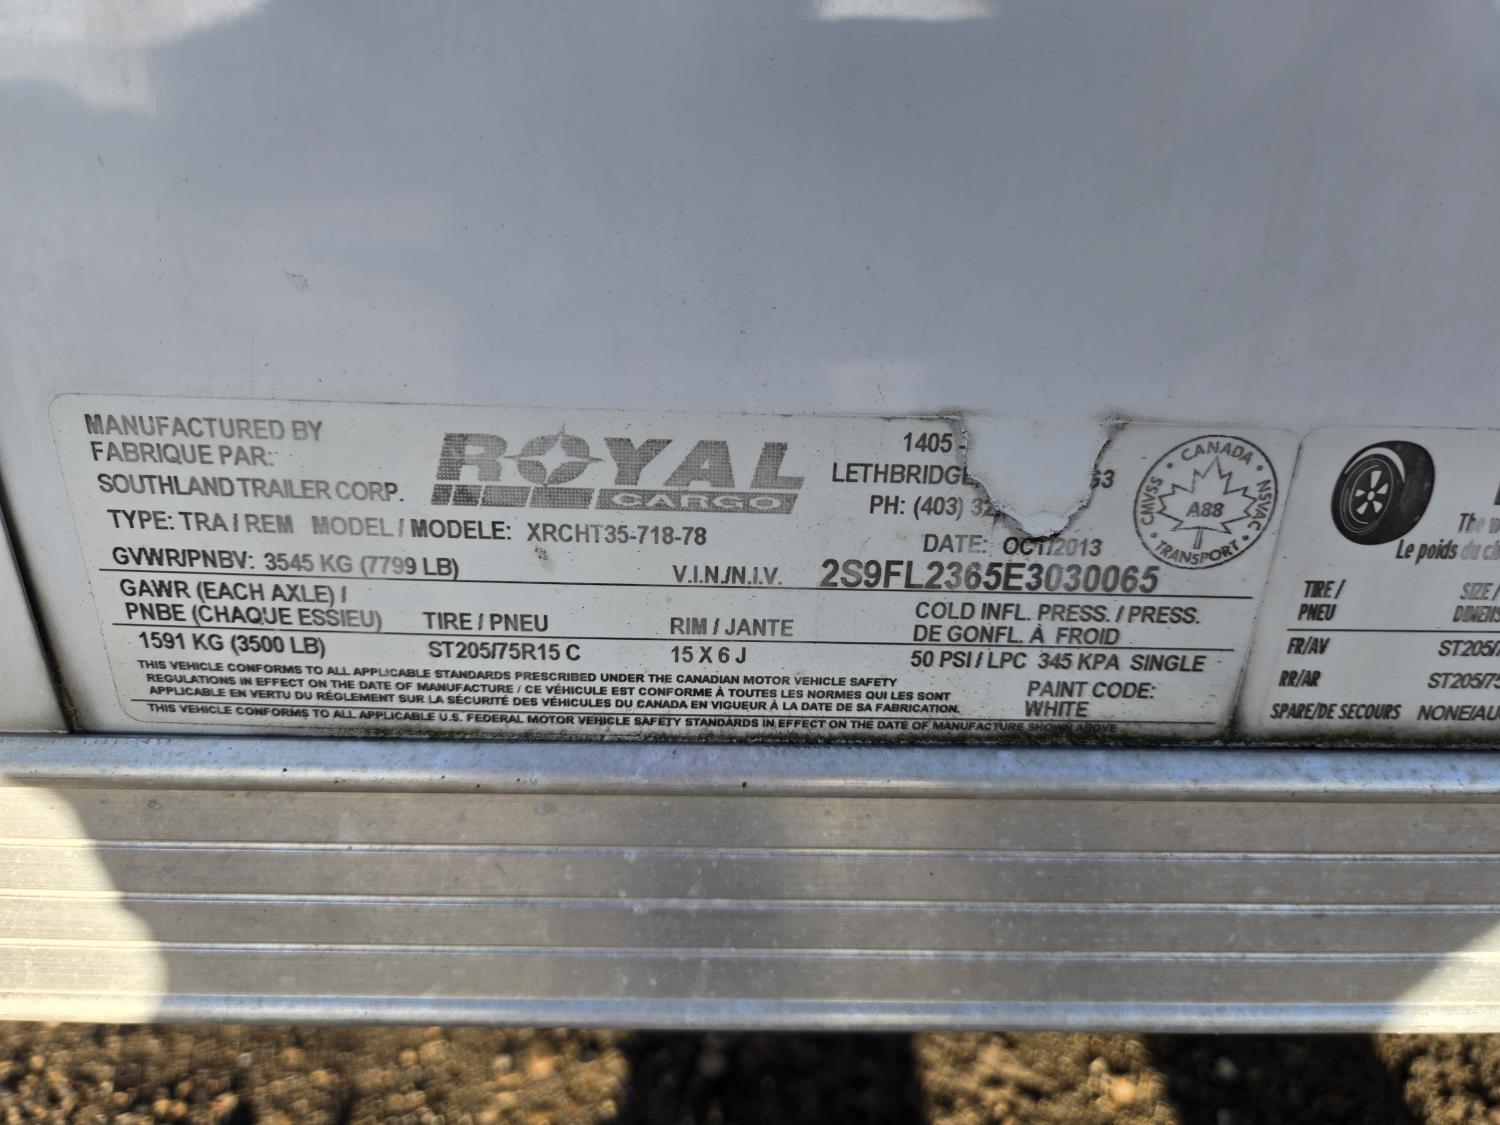 MANUFACTURED BY
FABRIQUE PAR:
SOUTHLAND TRAILER CORP.
ROYAL
CARGO
1405 -
LETHBRIDGE
G3
PH: (403) 32
TYPE: TRA / REM MODEL / MODELE: XRCHT35-718-78
DATE: OCT/2013
GVWR/PNBV: 3545 KG (7799 LB)
V.I.N./N.I.V. 2S9FL2365E3030065
GAWR (EACH AXLE) /
PNBE (CHAQUE ESSIEU) TIRE / PNEU RIM / JANTE
COLD INFL. PRESS. / PRESS.
DE GONFL. À FROID
1591 KG (3500 LB) ST205/75R15 C 15 X 6 J 50 PSI / LPC 345 KPA SINGLE
THIS VEHICLE CONFORMS TO ALL APPLICABLE STANDARDS PRESCRIBED UNDER THE CANADIAN MOTOR VEHICLE SAFETY
REGULATIONS IN EFFECT ON THE DATE OF MANUFACTURE / CE VÉHICULE EST CONFORME À TOUTES LES NORMES QUI LES SONT
APPLICABLE EN VERTU DU RÉGLEMENT SUR LA SÉCURITÉ DES VÉHICULES DU CANADA EN VIGUEUR À LA DATE DE SA FABRICATION.
PAINT CODE:
WHITE
THIS VEHICLE CONFORMS TO ALL APPLICABLE U.S. FEDERAL MOTOR VEHICLE SAFETY STANDARDS IN EFFECT ON THE DATE OF MANUFACTURE SHOWN ABOVE
CANADA
CMVSS
NSVAC
A88
TRANSPORT
The
Le poids du
TIRE / SIZE /
PNEU
FR/AV ST205/
RR/AR ST205/75
SPARE/DE SECOURS NONE/AU